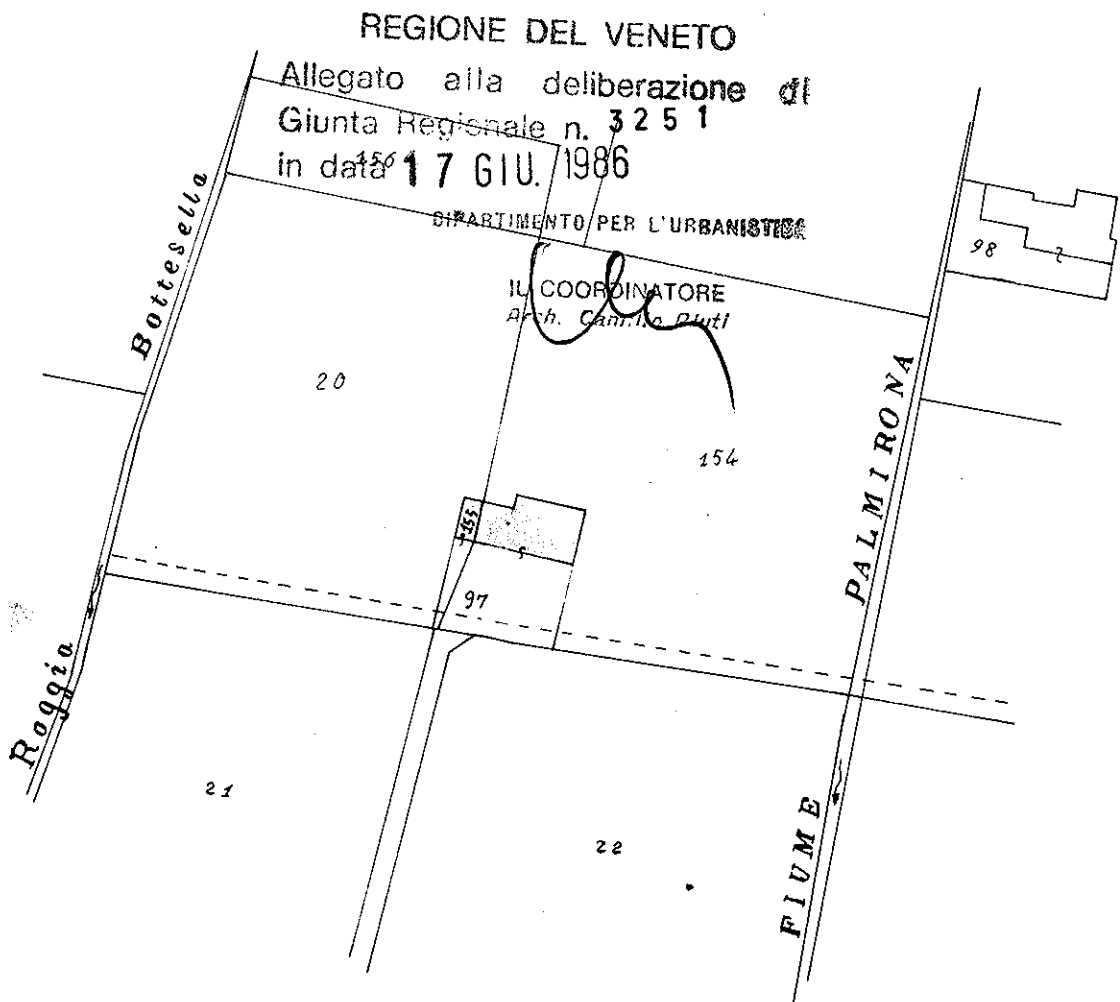 REGIONE DEL VENETO
Allegato alla deliberazione di
Giunta Regionale n. 3251
in data 17 GIU. 1986
156
DIPARTIMENTO PER L'URBANISTICA
IL COORDINATORE
Arch.
Roggia Bottesella
FIUME PALMIRONA
98
20
154
155
97
21
22